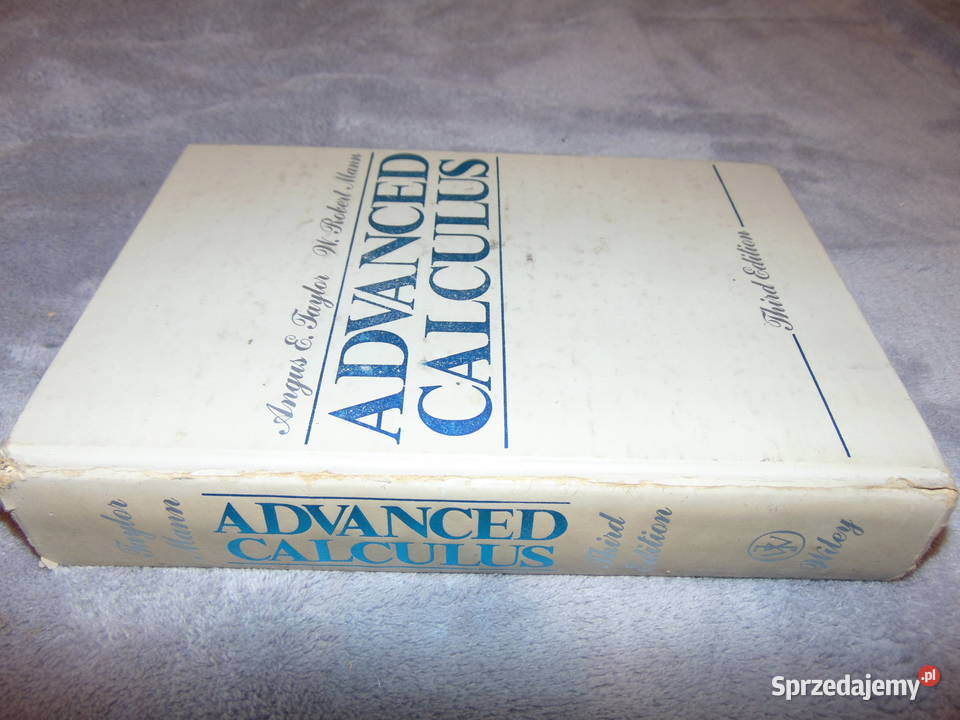 Angus E. Taylor W. Robert Mann
ADVANCED
CALCULUS
Third Edition
Taylor
Mann
ADVANCED
CALCULUS
Third
Edition
W
Wiley
Sprzedajemy.pl